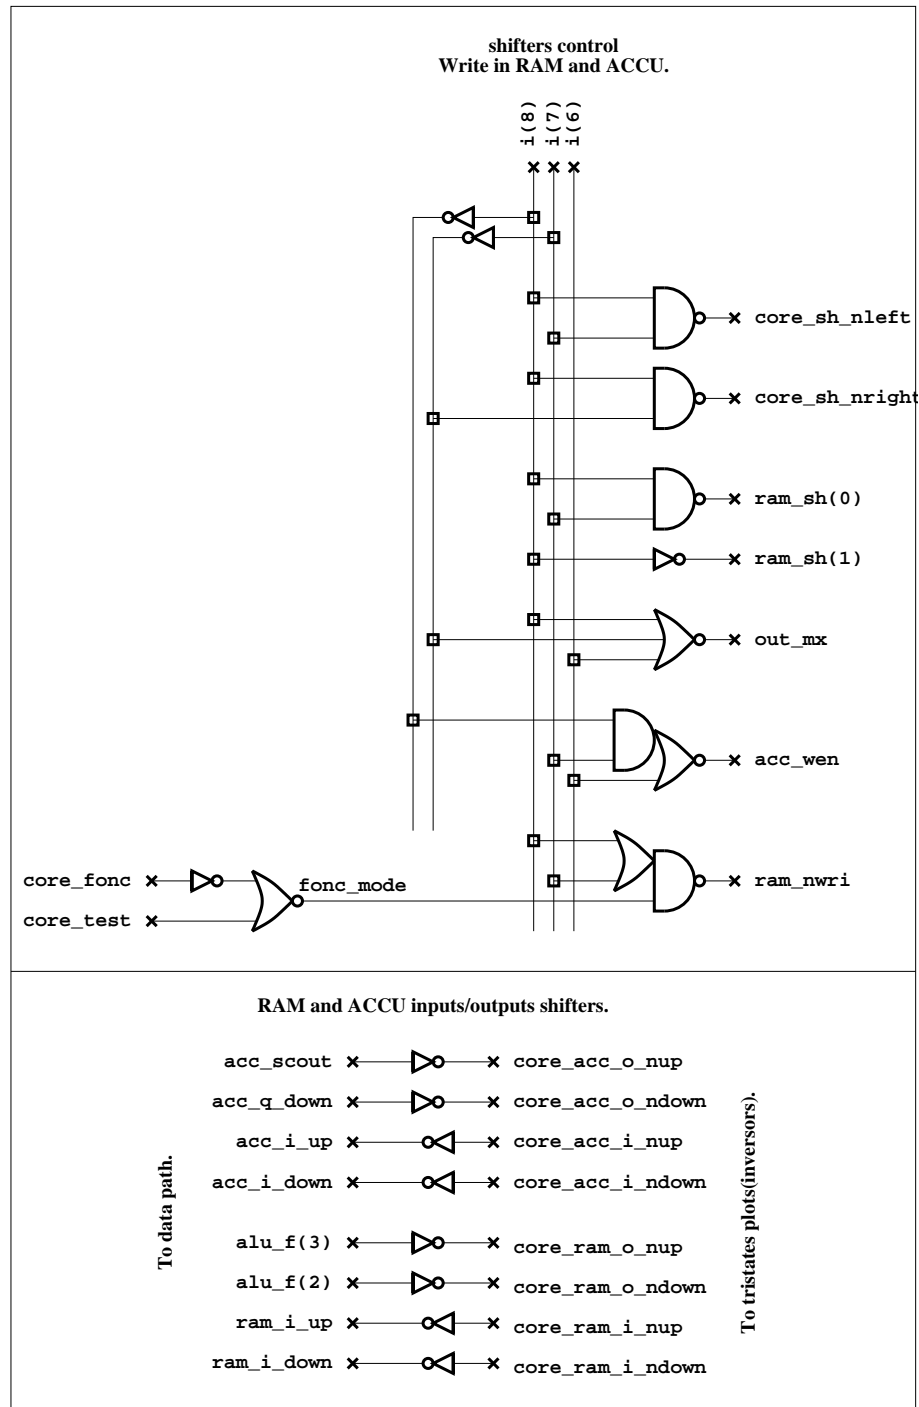 shifters control
Write in RAM and ACCU.
i(8)
i(7)
i(6)
core_sh_nleft
core_sh_nright
ram_sh(0)
ram_sh(1)
out_mx
acc_wen
core_fonc
fonc_mode
ram_nwri
core_test
RAM and ACCU inputs/outputs shifters.
acc_scout
core_acc_o_nup
acc_q_down
core_acc_o_ndown
acc_i_up
core_acc_i_nup
acc_i_down
core_acc_i_ndown
To data path.
To tristates plots(inversors).
alu_f(3)
core_ram_o_nup
alu_f(2)
core_ram_o_ndown
ram_i_up
core_ram_i_nup
ram_i_down
core_ram_i_ndown